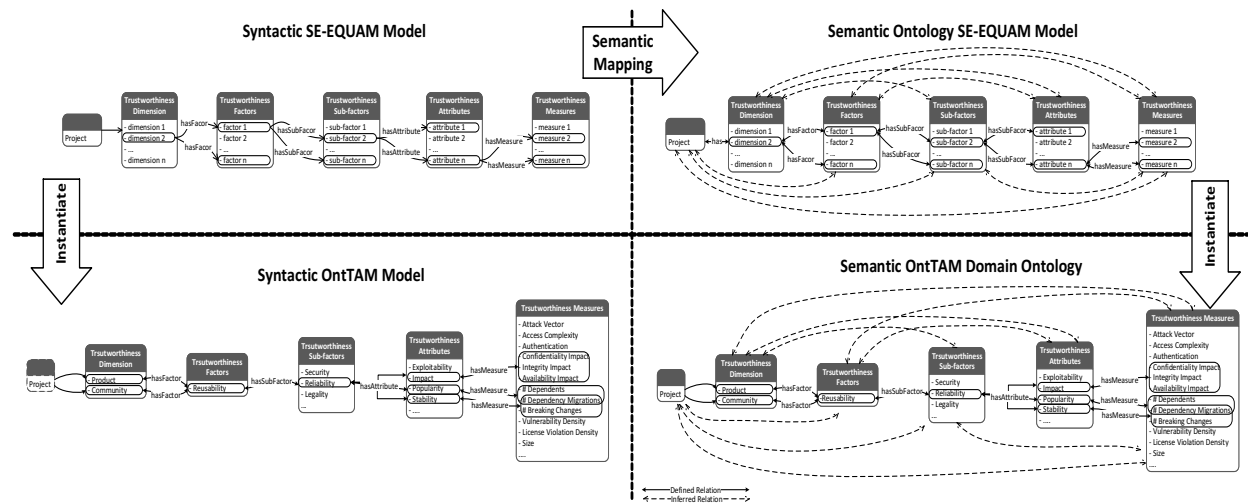 Syntactic SE-EQUAM Model
Project
Trustworthiness
Dimension
- dimension 1
- dimension 2
- ...
- ...
- dimension n
hasFacor
hasFacor
Trustworthiness
Factors
- factor 1
- factor 2
- ...
- ...
- factor n
hasSubFacor
hasSubFacor
Trustworthiness
Sub-factors
- sub-factor 1
- sub-factor 2
- ...
- ...
- sub-factor n
hasAttribute
hasAttribute
Trustworthiness
Attributes
- attribute 1
- attribute 2
- ...
- ...
- attribute n
hasMeasure
hasMeasure
Trustworthiness
Measures
- measure 1
- measure 2
- ...
- ...
- measure n
Semantic
Mapping
Semantic Ontology SE-EQUAM Model
Project
has
Trustworthiness
Dimension
- dimension 1
- dimension 2
- ...
- ...
- dimension n
hasFactor
hasFacor
Trustworthiness
Factors
- factor 1
- factor 2
- ...
- ...
- factor n
hasSubFacor
hasSubFacor
Trustworthiness
Sub-factors
- sub-factor 1
- sub-factor 2
- ...
- ...
- sub-factor n
hasSubFacor
hasSubFacor
Trustworthiness
Attributes
- attribute 1
- attribute 2
- ...
- ...
- attribute n
hasMeasure
hasMeasure
Trustworthiness
Measures
- measure 1
- measure 2
- ...
- ...
- measure n
Instantiate
Instantiate
Syntactic OntTAM Model
Project
Trustworthiness
Dimension
- Product
- Community
hasFactor
hasFactor
Trustworthiness
Factors
- Reusability
hasSubFactor
Trustworthiness
Sub-factors
- Security
- Reliability
- Legality
...
hasAttribute
Trustworthiness
Attributes
- Exploitability
- Impact
- Popularity
- Stability
- ....
hasMeasure
hasMeasure
hasMeasure
Trsutworthiness Measures
- Attack Vector
- Access Complexity
- Authentication
Confidentiality Impact
Integrity Impact
Availability Impact
- # Dependents
- # Dependency Migrations
- # Breaking Changes
- Vulnerability Density
- License Violation Density
- Size
....
Semantic OntTAM Domain Ontology
Project
Trustworthiness
Dimension
- Product
- Community
hasFactor
hasFactor
Trustworthiness
Factors
- Reusability
hasSubFactor
Trustworthiness
Sub-factors
- Security
- Reliability
- Legality
...
hasAttribute
Trustworthiness
Attributes
- Exploitability
- Impact
- Popularity
- Stability
- ....
hasMeasure
hasMeasure
hasMeasure
Trsutworthiness Measures
- Attack Vector
- Access Complexity
- Authentication
Confidentiality Impact
Integrity Impact
Availability Impact
- # Dependents
- # Dependency Migrations
- # Breaking Changes
- Vulnerability Density
- License Violation Density
- Size
....
Defined Relation
Inferred Relation